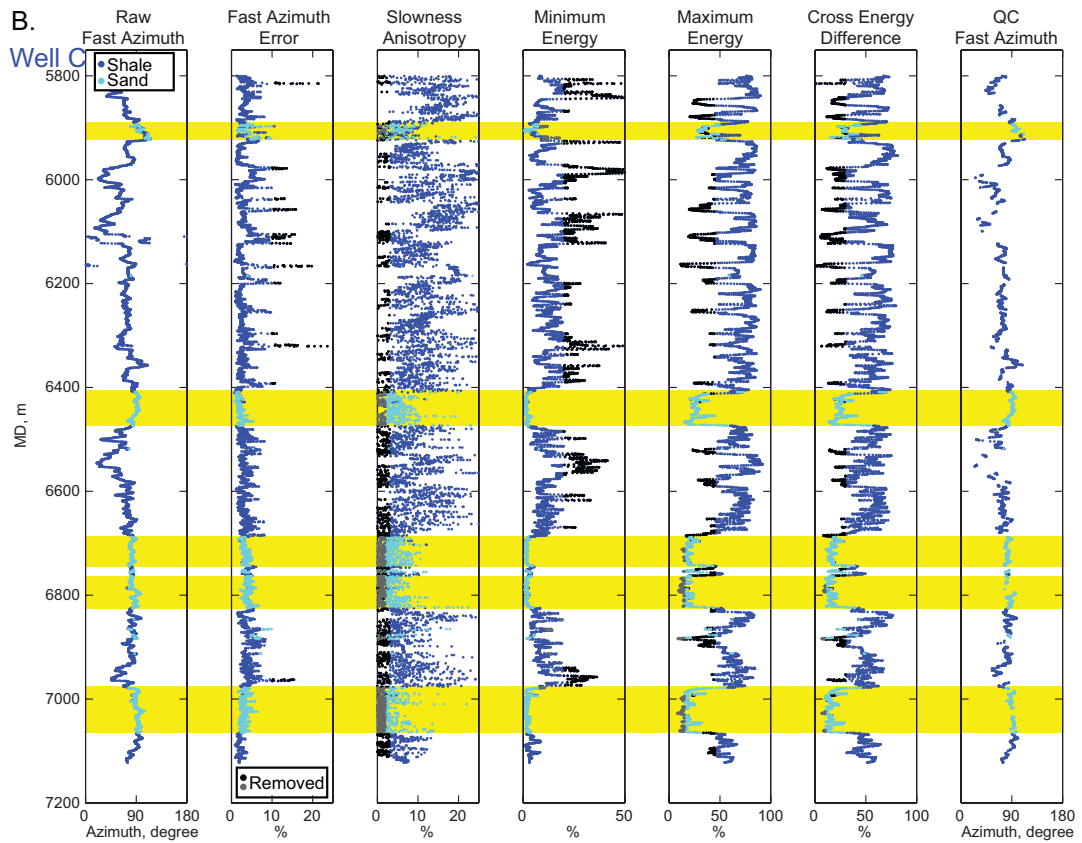 B.
Well C
Raw
Fast Azimuth
Fast Azimuth
Error
Slowness
Anisotropy
Minimum
Energy
Maximum
Energy
Cross Energy
Difference
QC
Fast Azimuth
Shale
Sand
5800
6000
6200
6400
6600
6800
7000
7200
MD, m
Removed
0 90 180
0 10 20
0 10 20
0 50
0 50 100
0 50 100
0 90 180
Azimuth, degree
%
%
%
%
%
Azimuth, degree